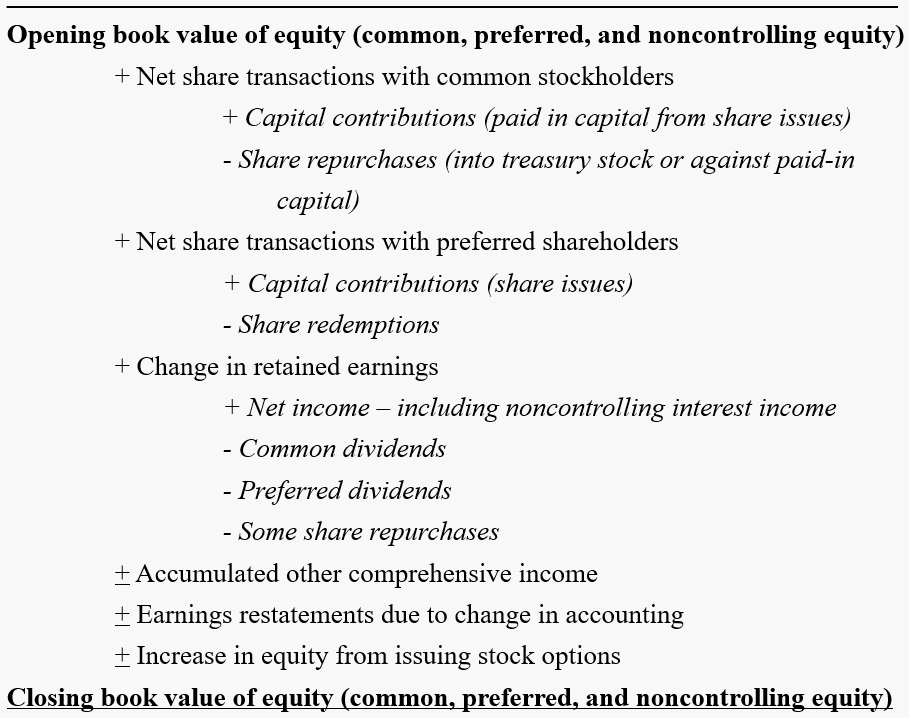 Opening book value of equity (common, preferred, and noncontrolling equity)
+ Net share transactions with common stockholders
+ Capital contributions (paid in capital from share issues)
- Share repurchases (into treasury stock or against paid-in
capital)
+ Net share transactions with preferred shareholders
+ Capital contributions (share issues)
- Share redemptions
+ Change in retained earnings
+ Net income – including noncontrolling interest income
- Common dividends
- Preferred dividends
- Some share repurchases
± Accumulated other comprehensive income
± Earnings restatements due to change in accounting
± Increase in equity from issuing stock options
Closing book value of equity (common, preferred, and noncontrolling equity)